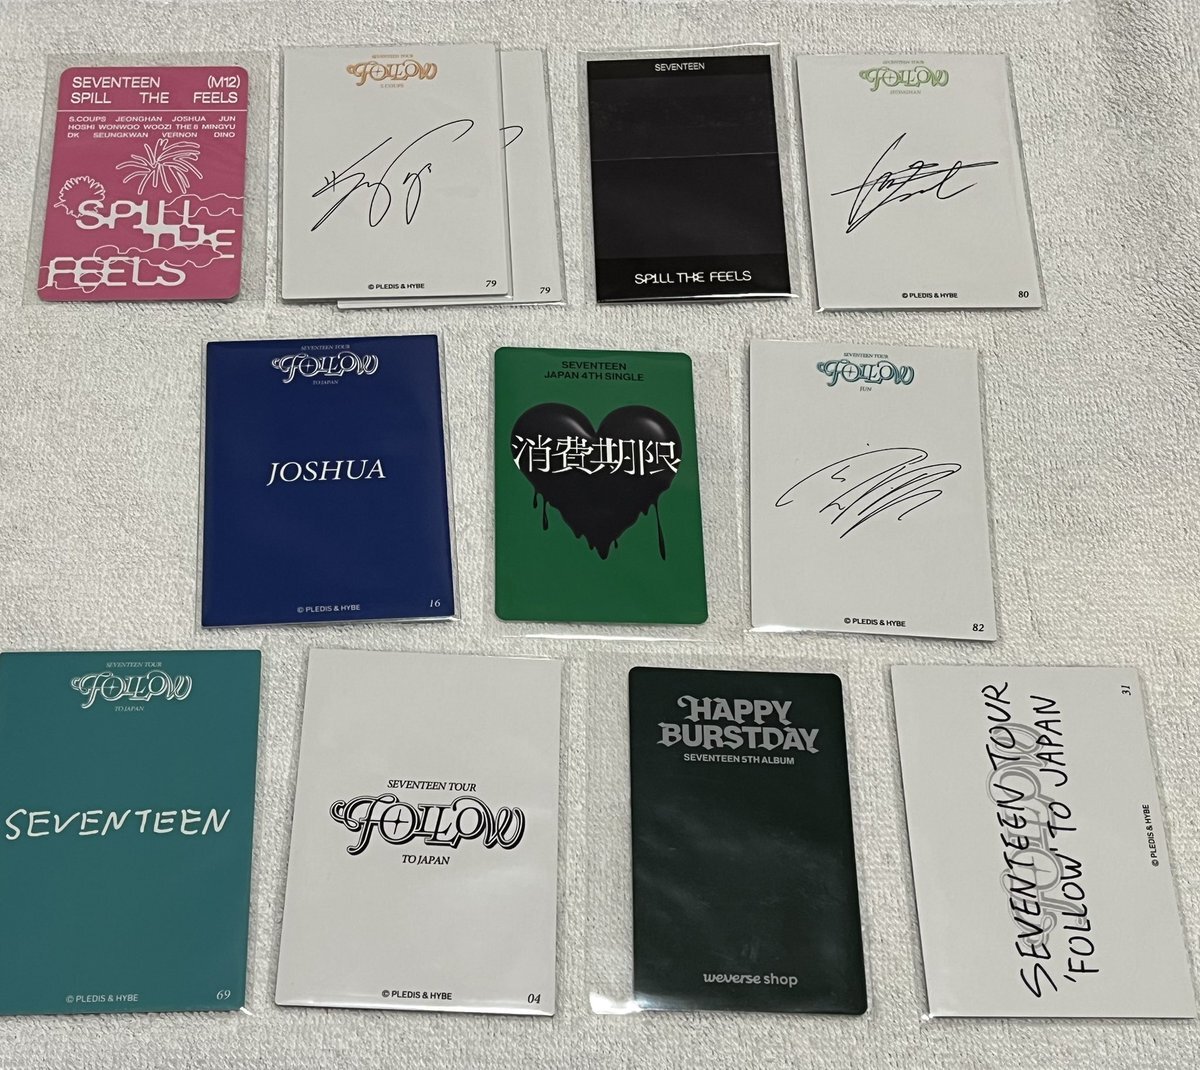 SEVENTEEN (M12)
SPILL THE FEELS
S.COUPS JEONGHAN JOSHUA JUN
HOSHI WONWOO WOOZI THE 8 MINGYU
DK SEUNGKWAN VERNON DINO
SPILL
THE
FEELS
SEVENTEEN TOUR
FOLLOW
S.COUPS
© PLEDIS & HYBE
79
79
SEVENTEEN
SPILL THE FEELS
SEVENTEEN TOUR
FOLLOW
JEONGHAN
© PLEDIS & HYBE
80
SEVENTEEN TOUR
FOLLOW
TO JAPAN
JOSHUA
© PLEDIS & HYBE
16
SEVENTEEN
JAPAN 4TH SINGLE
消費期限
SEVENTEEN TOUR
FOLLOW
JUN
© PLEDIS & HYBE
82
SEVENTEEN TOUR
FOLLOW
TO JAPAN
SEVENTEEN
© PLEDIS & HYBE
69
SEVENTEEN TOUR
FOLLOW
TO JAPAN
© PLEDIS & HYBE
04
HAPPY
BURSTDAY
SEVENTEEN 5TH ALBUM
weverse shop
SEVENTEEN TOUR
'FOLLOW' TO JAPAN
FOLLOW
© PLEDIS & HYBE
31